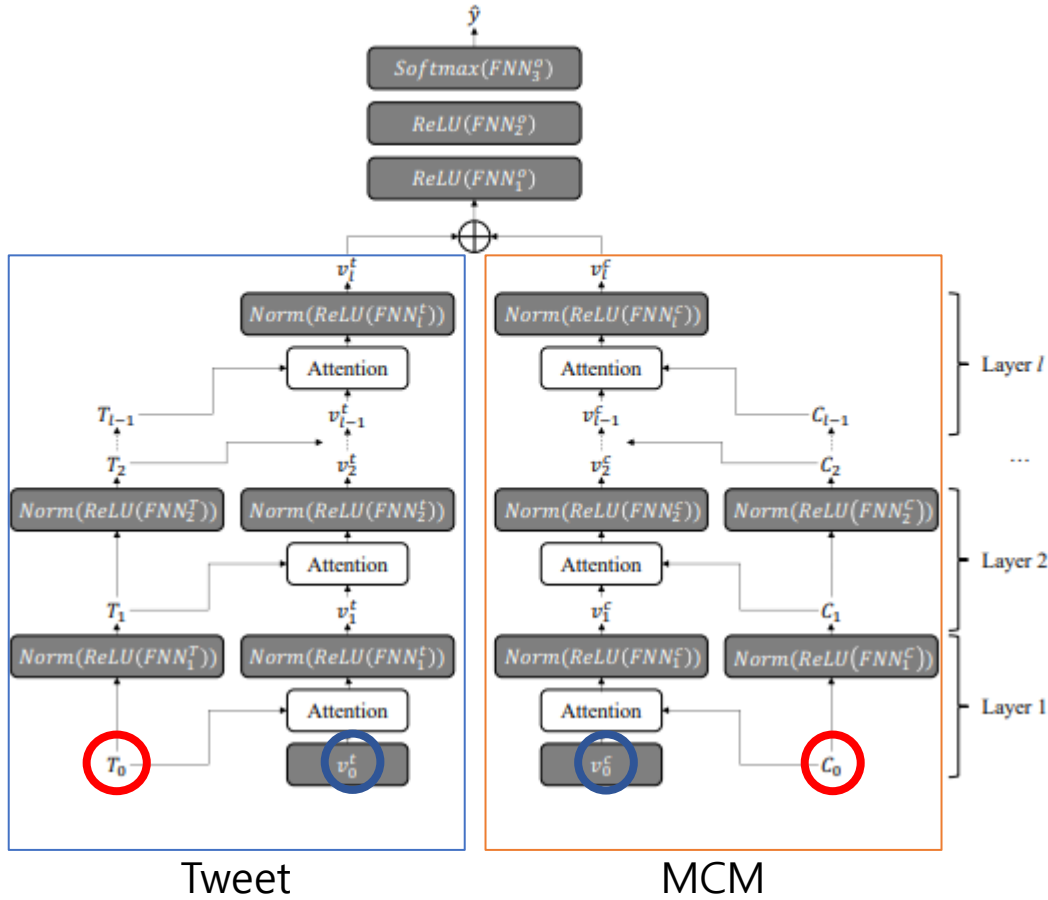 ŷ
Softmax(FNN₃ᵒ)
ReLU(FNN₂ᵒ)
ReLU(FNN₁ᵒ)
vₗᵗ vₗᶜ
Norm(ReLU(FNNₗᵗ)) Norm(ReLU(FNNₗᶜ))
Attention Attention Layer l
Tₗ₋₁ vₗ₋₁ᵗ vₗ₋₁ᶜ Cₗ₋₁
T₂ v₂ᵗ v₂ᶜ C₂ ...
Norm(ReLU(FNN₂ᵀ)) Norm(ReLU(FNN₂ᵗ)) Norm(ReLU(FNN₂ᶜ)) Norm(ReLU(FNN₂ᶜ))
Attention Attention Layer 2
T₁ v₁ᵗ v₁ᶜ C₁
Norm(ReLU(FNN₁ᵀ)) Norm(ReLU(FNN₁ᵗ)) Norm(ReLU(FNN₁ᶜ)) Norm(ReLU(FNN₁ᶜ))
Attention Attention Layer 1
T₀ v₀ᵗ v₀ᶜ C₀
Tweet MCM